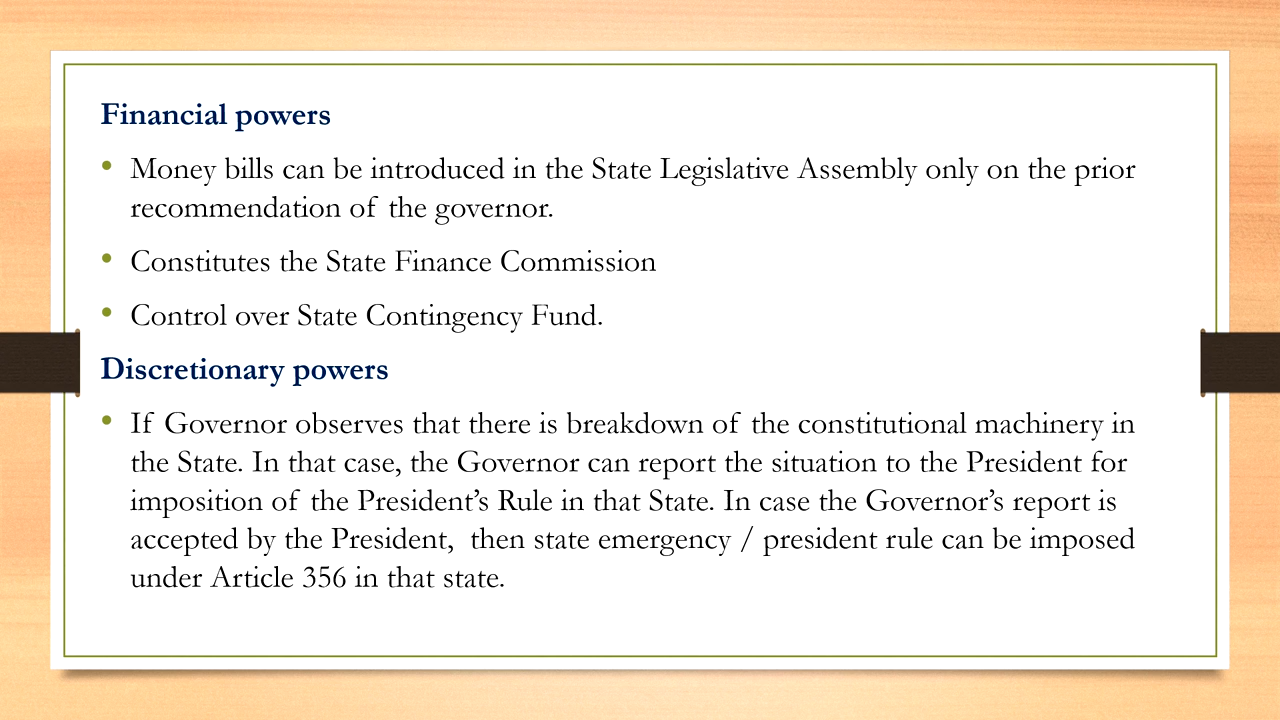 Financial powers
• Money bills can be introduced in the State Legislative Assembly only on the prior
recommendation of the governor.
• Constitutes the State Finance Commission
• Control over State Contingency Fund.
Discretionary powers
• If Governor observes that there is breakdown of the constitutional machinery in
the State. In that case, the Governor can report the situation to the President for
imposition of the President’s Rule in that State. In case the Governor’s report is
accepted by the President, then state emergency / president rule can be imposed
under Article 356 in that state.